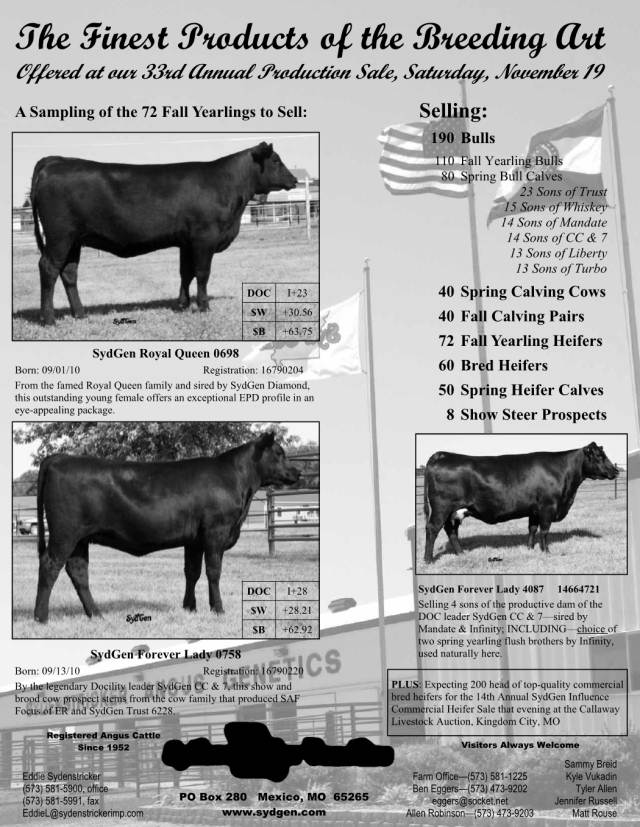 The Finest Products of the Breeding Art
Offered at our 33rd Annual Production Sale, Saturday, November 19
A Sampling of the 72 Fall Yearlings to Sell:
SydGen
DOC I+23
$W +30.56
$B +63.75
SydGen Royal Queen 0698
Born: 09/01/10 Registration: 16790204
From the famed Royal Queen family and sired by SydGen Diamond,
this outstanding young female offers an exceptional EPD profile in an
eye-appealing package.
SydGen
DOC I+28
$W +28.21
$B +62.92
SydGen Forever Lady 0758
Born: 09/13/10 Registration: 16790220
By the legendary Docility leader SydGen CC & 7, this show and
brood cow prospect stems from the cow family that produced SAF
Focus of ER and SydGen Trust 6228.
Selling:
190 Bulls
110 Fall Yearling Bulls
80 Spring Bull Calves
23 Sons of Trust
15 Sons of Whiskey
14 Sons of Mandate
14 Sons of CC & 7
13 Sons of Liberty
13 Sons of Turbo
40 Spring Calving Cows
40 Fall Calving Pairs
72 Fall Yearling Heifers
60 Bred Heifers
50 Spring Heifer Calves
8 Show Steer Prospects
SydGen
SydGen Forever Lady 4087 14664721
Selling 4 sons of the productive dam of the
DOC leader SydGen CC & 7—sired by
Mandate & Infinity; INCLUDING—choice of
two spring yearling flush brothers by Infinity,
used naturally here.
PLUS: Expecting 200 head of top-quality commercial
bred heifers for the 14th Annual SydGen Influence
Commercial Heifer Sale that evening at the Callaway
Livestock Auction, Kingdom City, MO
Registered Angus Cattle
Since 1952
Eddie Sydenstricker
(573) 581-5900, office
(573) 581-5991, fax
EddieL@sydenstrickerimp.com
PO Box 280 Mexico, MO 65265
www.sydgen.com
Visitors Always Welcome
Farm Office—(573) 581-1225
Ben Eggers—(573) 473-9202
eggers@socket.net
Allen Robinson—(573) 473-9203
Sammy Breid
Kyle Vukadin
Tyler Allen
Jennifer Russell
Matt Rouse